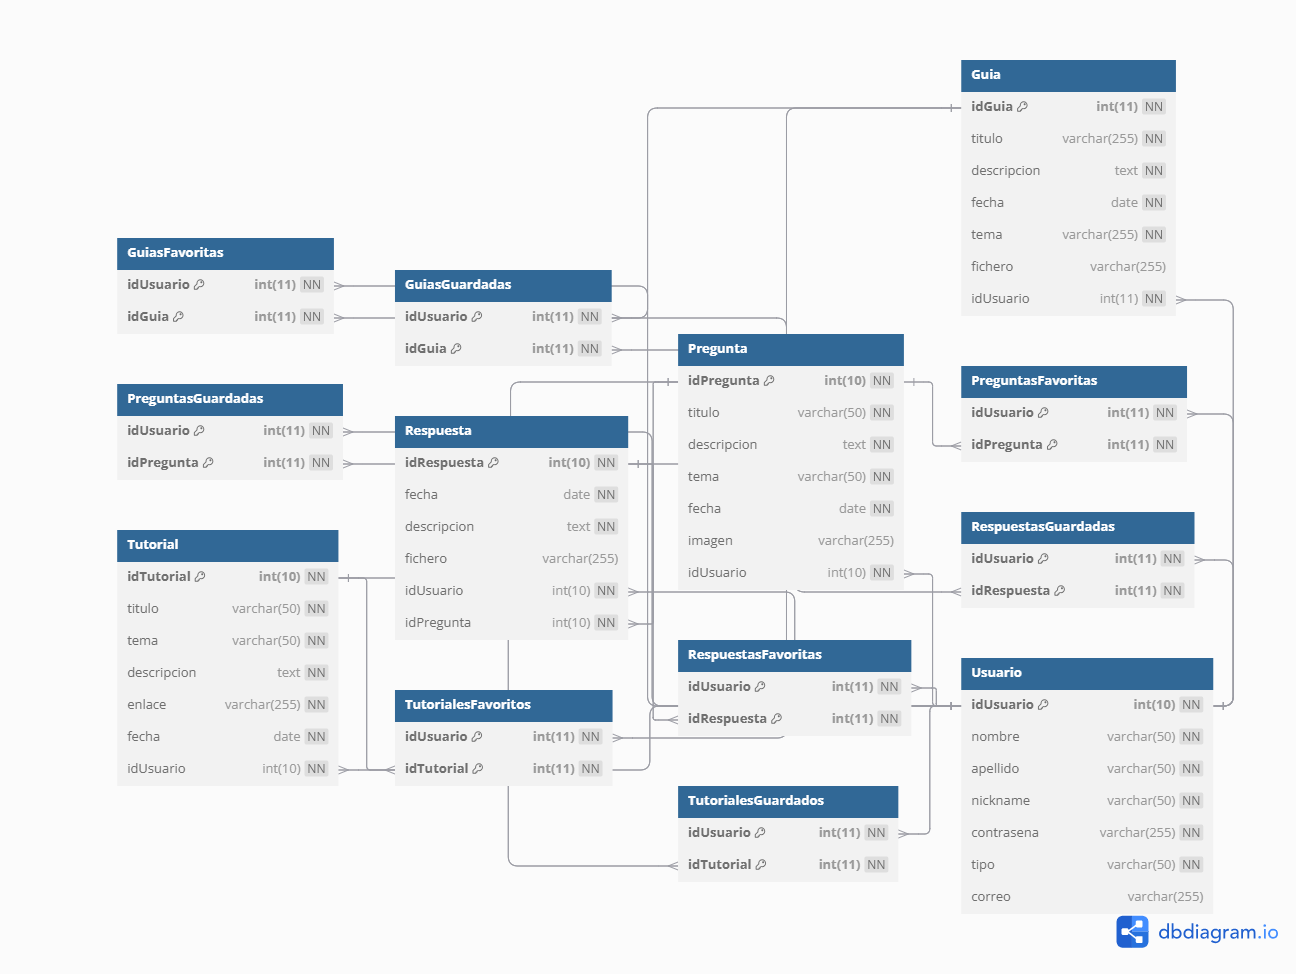 Guia
idGuia int(11) NN
titulo varchar(255) NN
descripcion text NN
fecha date NN
tema varchar(255) NN
fichero varchar(255)
idUsuario int(11) NN
GuiasFavoritas
idUsuario int(11) NN
idGuia int(11) NN
GuiasGuardadas
idUsuario int(11) NN
idGuia int(11) NN
Pregunta
idPregunta int(10) NN
titulo varchar(50) NN
descripcion text NN
tema varchar(50) NN
fecha date NN
imagen varchar(255)
idUsuario int(10) NN
PreguntasFavoritas
idUsuario int(11) NN
idPregunta int(11) NN
PreguntasGuardadas
idUsuario int(11) NN
idPregunta int(11) NN
Respuesta
idRespuesta int(10) NN
fecha date NN
descripcion text NN
fichero varchar(255)
idUsuario int(10) NN
idPregunta int(10) NN
RespuestasGuardadas
idUsuario int(11) NN
idRespuesta int(11) NN
Tutorial
idTutorial int(10) NN
titulo varchar(50) NN
tema varchar(50) NN
descripcion text NN
enlace varchar(255) NN
fecha date NN
idUsuario int(10) NN
RespuestasFavoritas
idUsuario int(11) NN
idRespuesta int(11) NN
Usuario
idUsuario int(10) NN
nombre varchar(50) NN
apellido varchar(50) NN
nickname varchar(50) NN
contrasena varchar(255) NN
tipo varchar(50) NN
correo varchar(255)
TutorialesFavoritos
idUsuario int(11) NN
idTutorial int(11) NN
TutorialesGuardados
idUsuario int(11) NN
idTutorial int(11) NN
dbdiagram.io